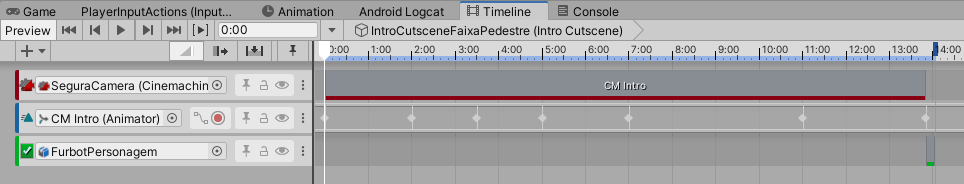 Game PlayerInputActions (Input... Animation Android Logcat Timeline Console
Preview [▶] 0:00 IntroCutsceneFaixaPedestre (Intro Cutscene)
0:00 1:00 2:00 3:00 4:00 5:00 6:00 7:00 8:00 9:00 10:00 11:00 12:00 13:00 14:00
SeguraCamera (Cinemachin CM Intro
CM Intro (Animator)
FurbotPersonagem